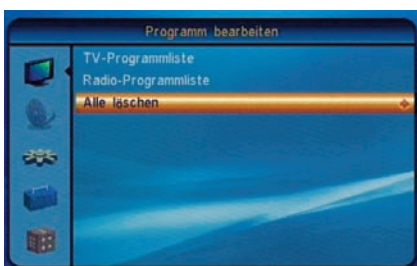 Programm bearbeiten
TV-Programmliste
Radio-Programmliste
Alle löschen